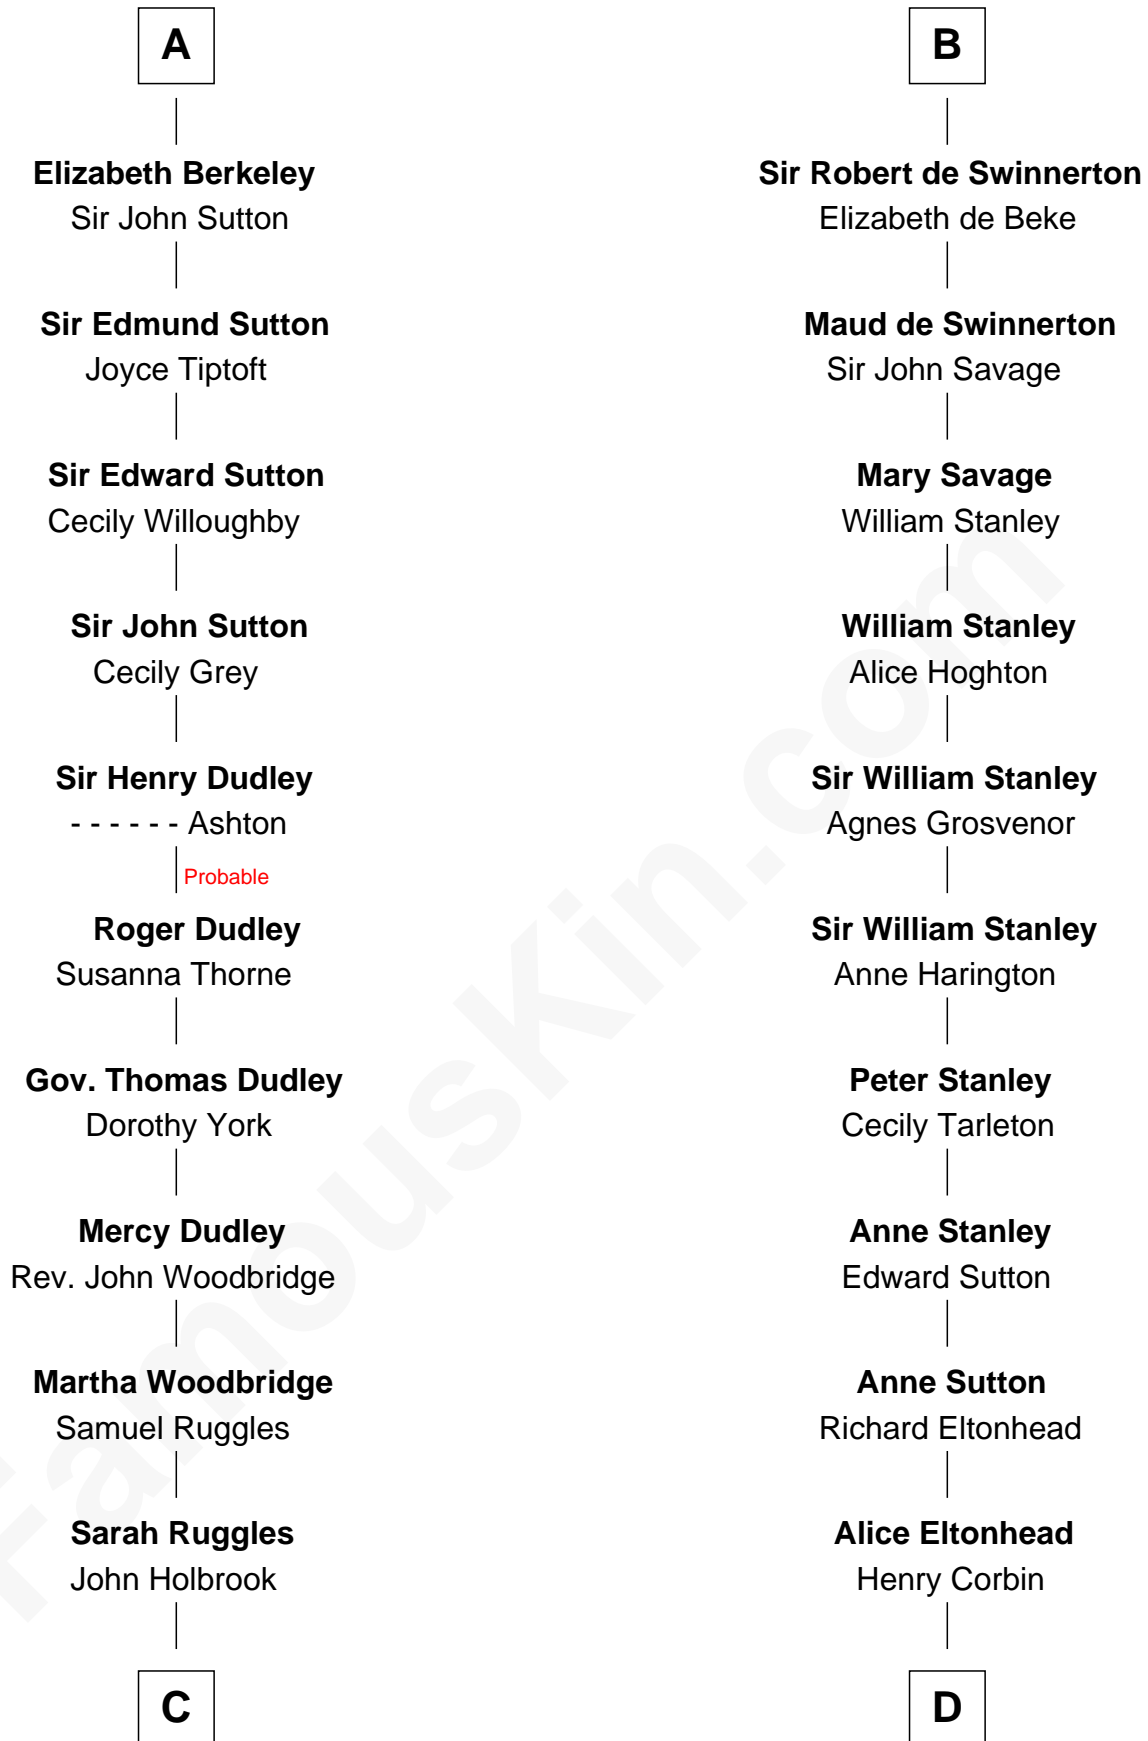 A
Elizabeth Berkeley
Sir John Sutton
Sir Edmund Sutton
Joyce Tiptoft
Sir Edward Sutton
Cecily Willoughby
Sir John Sutton
Cecily Grey
Sir Henry Dudley
- - - - - - Ashton
Probable
Roger Dudley
Susanna Thorne
Gov. Thomas Dudley
Dorothy York
Mercy Dudley
Rev. John Woodbridge
Martha Woodbridge
Samuel Ruggles
Sarah Ruggles
John Holbrook
C
B
Sir Robert de Swinnerton
Elizabeth de Beke
Maud de Swinnerton
Sir John Savage
Mary Savage
William Stanley
William Stanley
Alice Hoghton
Sir William Stanley
Agnes Grosvenor
Sir William Stanley
Anne Harington
Peter Stanley
Cecily Tarleton
Anne Stanley
Edward Sutton
Anne Sutton
Richard Eltonhead
Alice Eltonhead
Henry Corbin
D
FamousKin.com